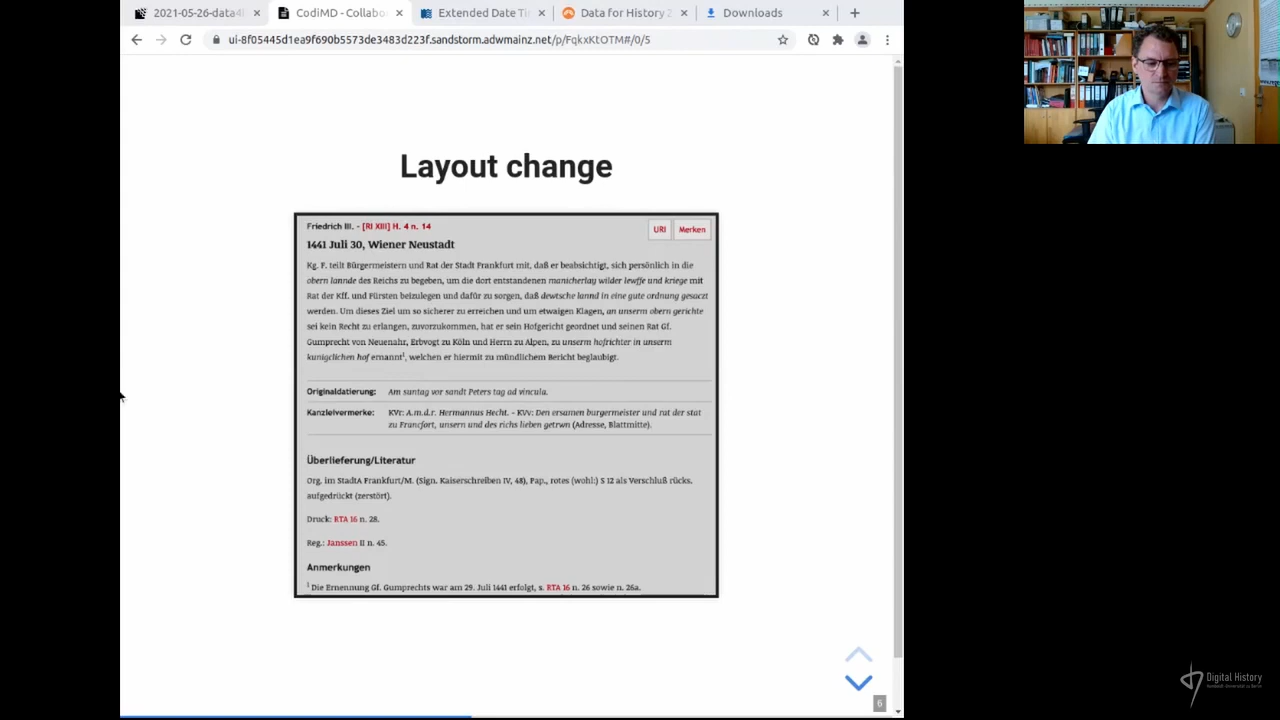 2021-05-26-data4
CodiMD - Collabo
Extended Date Ti
Data for History 2
Downloads
ui-8f05445d1ea9f690b5573de3483d223f.sandstorm.adwmainz.net/p/FqkxKtOTM#/0/5
Layout change
Friedrich III. - [RI XIII] H. 4 n. 14
URI Merken
1441 Juli 30, Wiener Neustadt
Kg. F. teilt Bürgermeistern und Rat der Stadt Frankfurt mit, daß er beabsichtigt, sich persönlich in die
obern lannde des Reichs zu begeben, um die dort entstandenen manicherlay wilder lewffe und kriege mit
Rat der Kff. und Fürsten beizulegen und dafür zu sorgen, daß dewtsche lannd in eine gute ordnung gesaczt
werden. Um dieses Ziel um so sicherer zu erreichen und um etwaigen Klagen, an unserm obern gerichte
sei kein Recht zu erlangen, zuvorzukommen, hat er sein Hofgericht geordnet und seinen Rat Gf.
Gumprecht von Neuenahr, Erbvogt zu Köln und Herrn zu Alpen, zu unserm hofrichter in unserm
kunigclichen hof ernannt¹, welchen er hiermit zu mündlichem Bericht beglaubigt.
Originaldatierung: Am suntag vor sandt Peters tag ad vincula.
Kanzleivermerke: KVr: A.m.d.r. Hermannus Hecht. - KVv: Den ersamen burgermeister und rat der stat
zu Francfort, unsern und des richs lieben getrwn (Adresse, Blattmitte).
Überlieferung/Literatur
Org. im StadtA Frankfurt/M. (Sign. Kaiserschreiben IV, 48), Pap., rotes (wohl:) S 12 als Verschluß rücks.
aufgedrückt (zerstört).
Druck: RTA 16 n. 28.
Reg.: Janssen II n. 45.
Anmerkungen
¹ Die Ernennung Gf. Gumprechts war am 29. Juli 1441 erfolgt, s. RTA 16 n. 26 sowie n. 26a.
6
Digital History